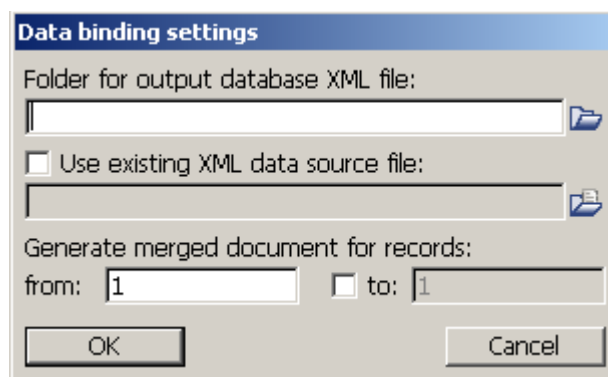 Data binding settings
Folder for output database XML file:
Use existing XML data source file:
Generate merged document for records:
from: 1 to: 1
OK Cancel